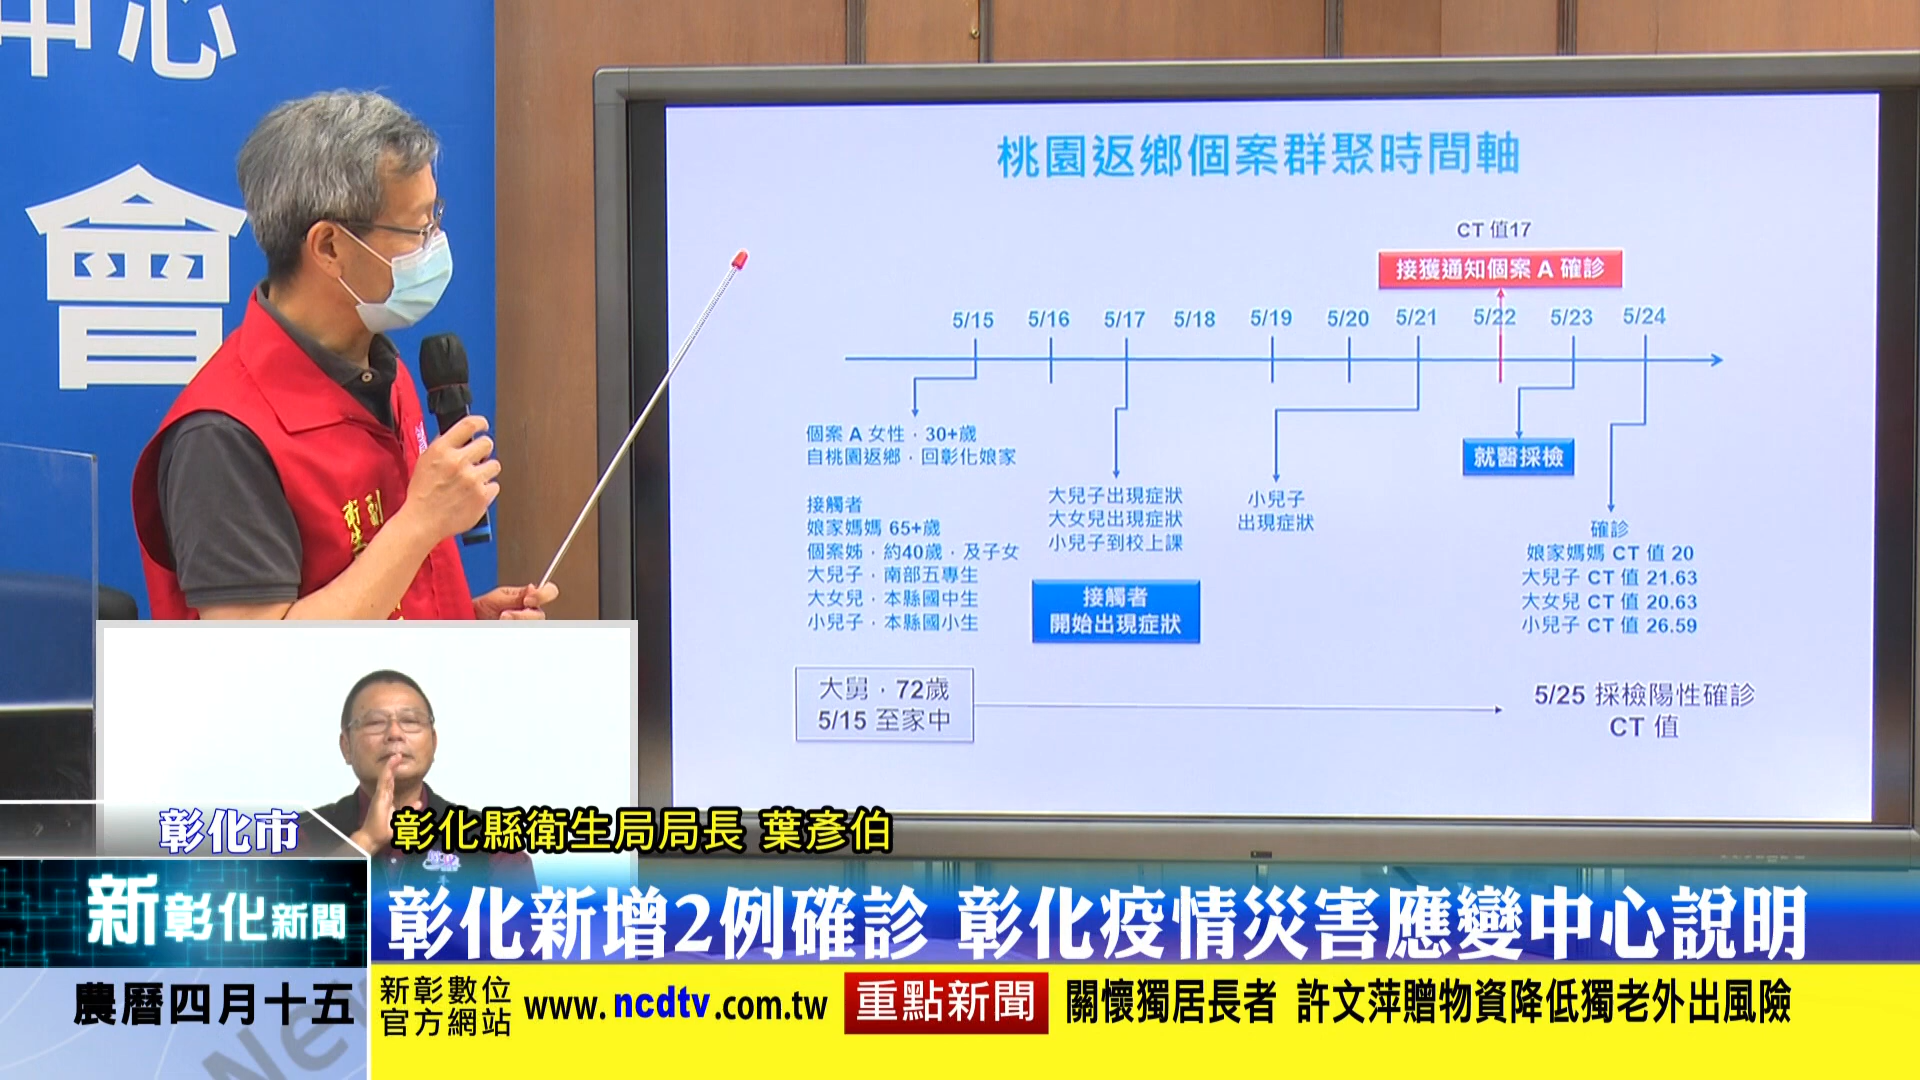 中心
會
桃園返鄉個案群聚時間軸
CT 值17
接獲通知個案 A 確診
5/15 5/16 5/17 5/18 5/19 5/20 5/21 5/22 5/23 5/24
個案 A 女性，30+歲
自桃園返鄉，回彰化娘家
接觸者
娘家媽媽 65+歲
個案姊，約40歲，及子女
大兒子，南部五專生
大女兒，本縣國中生
小兒子，本縣國小生
大兒子出現症狀
大女兒出現症狀
小兒子到校上課
接觸者
開始出現症狀
小兒子
出現症狀
就醫採檢
確診
娘家媽媽 CT 值 20
大兒子 CT 值 21.63
大女兒 CT 值 20.63
小兒子 CT 值 26.59
大舅，72歲
5/15 至家中
5/25 採檢陽性確診
CT 值
彰化市
彰化縣衛生局局長 葉彥伯
新彰化新聞
彰化新增2例確診 彰化疫情災害應變中心說明
農曆四月十五
新彰數位
官方網站
www.ncdtv.com.tw
重點新聞
關懷獨居長者 許文萍贈物資降低獨老外出風險